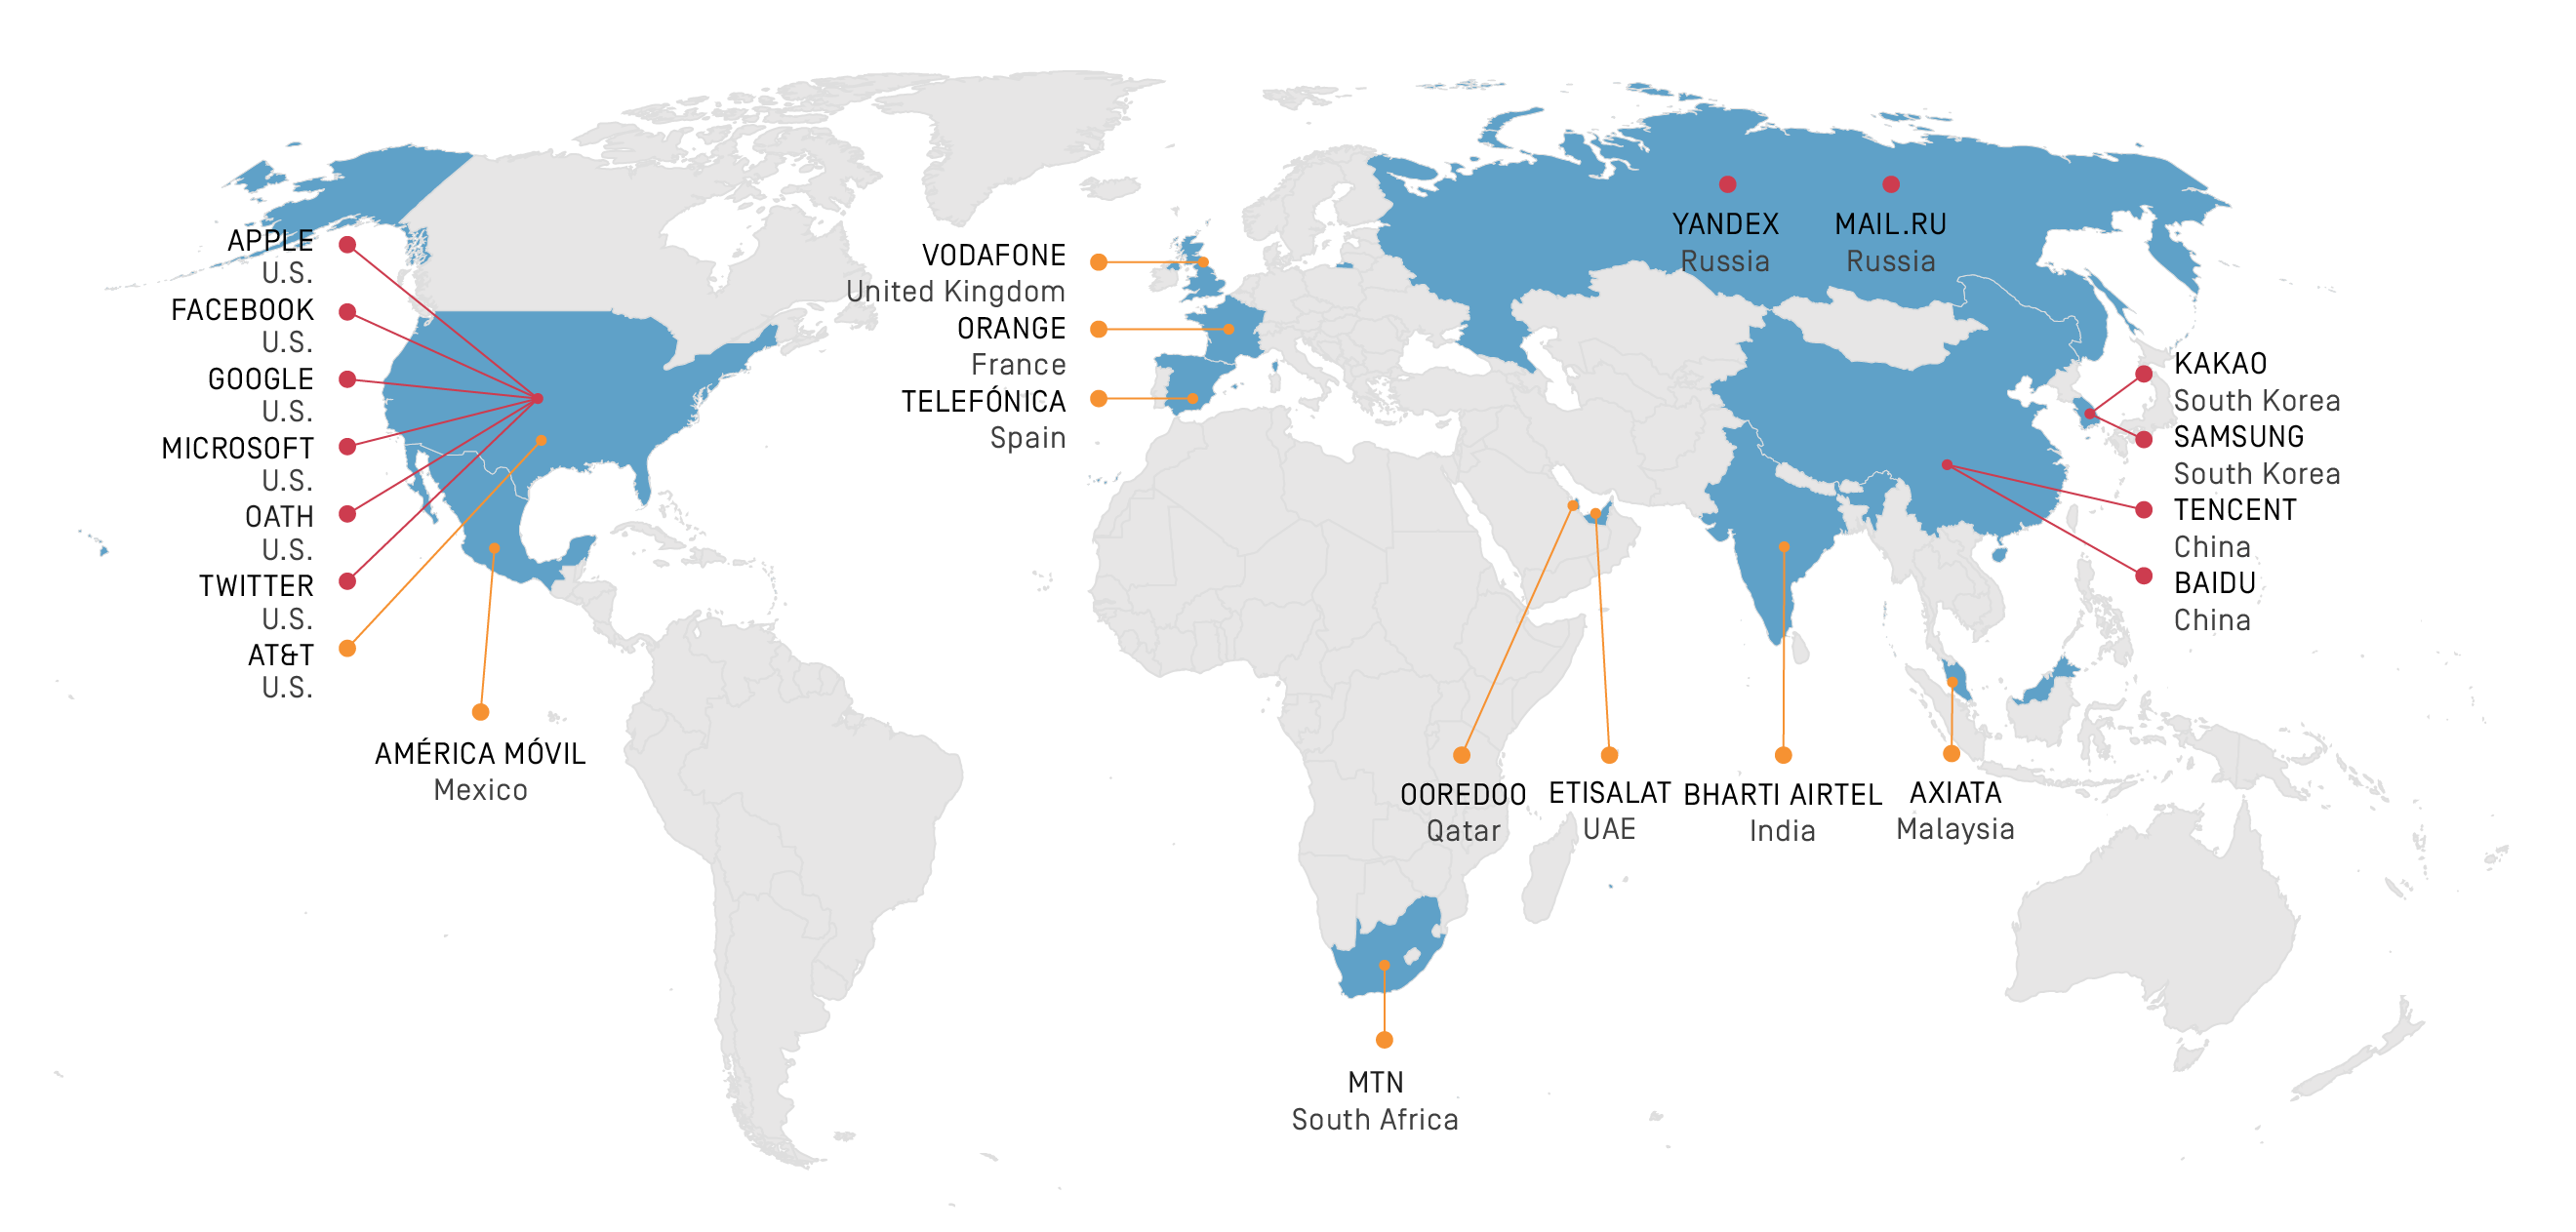 APPLE
U.S.
FACEBOOK
U.S.
GOOGLE
U.S.
MICROSOFT
U.S.
OATH
U.S.
TWITTER
U.S.
AT&T
U.S.
AMÉRICA MÓVIL
Mexico
VODAFONE
United Kingdom
ORANGE
France
TELEFÓNICA
Spain
YANDEX
Russia
MAIL.RU
Russia
KAKAO
South Korea
SAMSUNG
South Korea
TENCENT
China
BAIDU
China
OOREDOO
Qatar
ETISALAT
UAE
BHARTI AIRTEL
India
AXIATA
Malaysia
MTN
South Africa